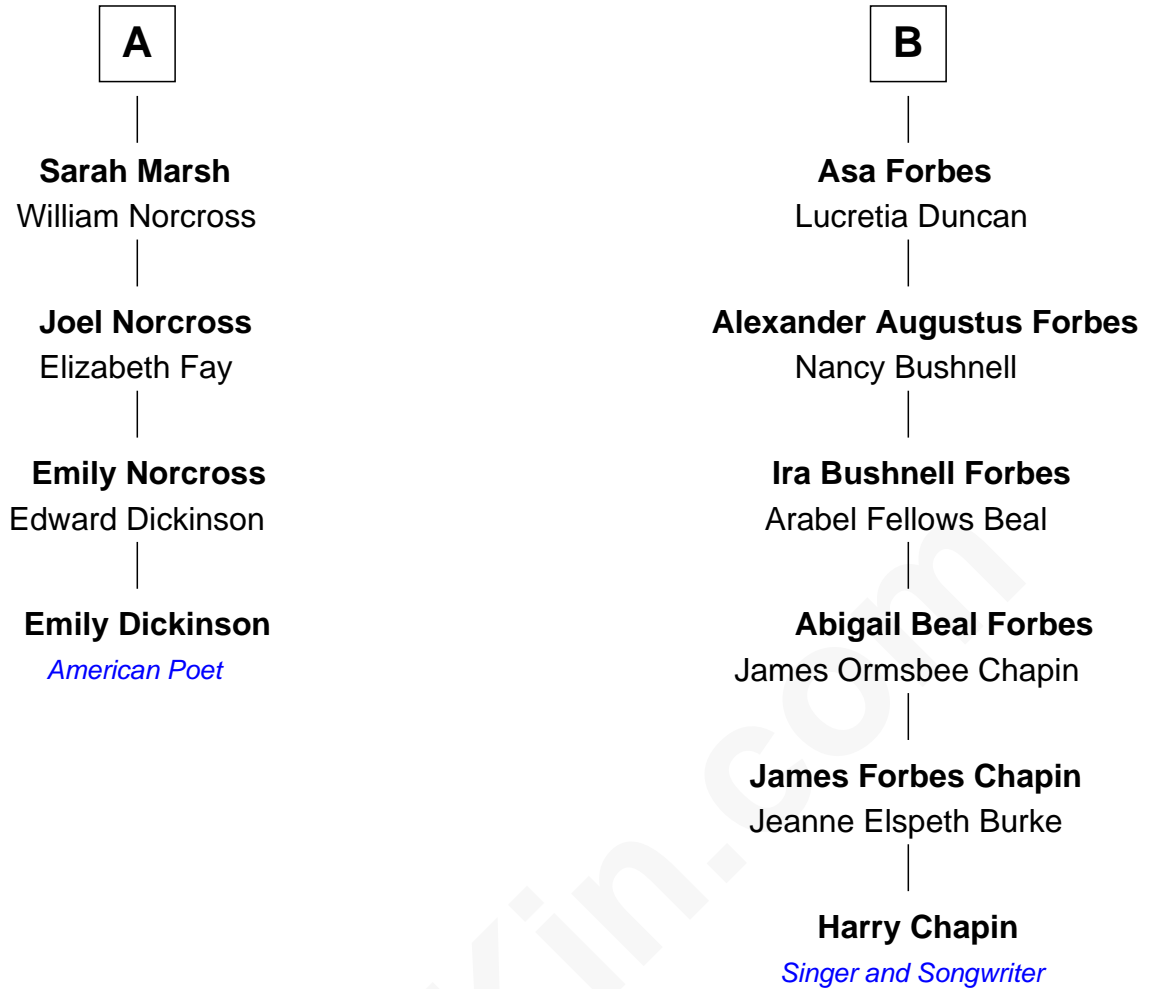 A
Sarah Marsh
William Norcross
Joel Norcross
Elizabeth Fay
Emily Norcross
Edward Dickinson
Emily Dickinson
American Poet
B
Asa Forbes
Lucretia Duncan
Alexander Augustus Forbes
Nancy Bushnell
Ira Bushnell Forbes
Arabel Fellows Beal
Abigail Beal Forbes
James Ormsbee Chapin
James Forbes Chapin
Jeanne Elspeth Burke
Harry Chapin
Singer and Songwriter